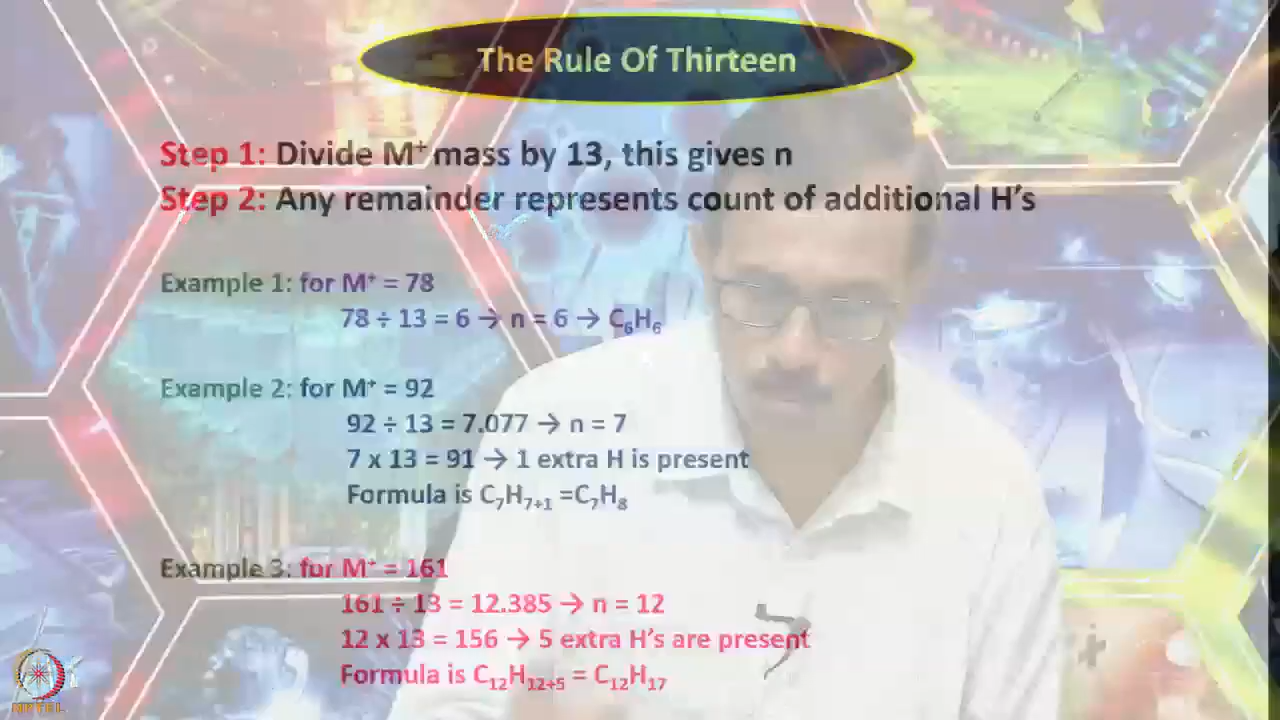 The Rule Of Thirteen
Step 1: Divide M⁺ mass by 13, this gives n
Step 2: Any remainder represents count of additional H's
Example 1: for M⁺ = 78
78 ÷ 13 = 6 → n = 6 → C₆H₆
Example 2: for M⁺ = 92
92 ÷ 13 = 7.077 → n = 7
7 x 13 = 91 → 1 extra H is present
Formula is C₇H₇₊₁ =C₇H₈
Example 3: for M⁺ = 161
161 ÷ 13 = 12.385 → n = 12
12 x 13 = 156 → 5 extra H's are present
Formula is C₁₂H₁₂₊₅ = C₁₂H₁₇
NPTEL